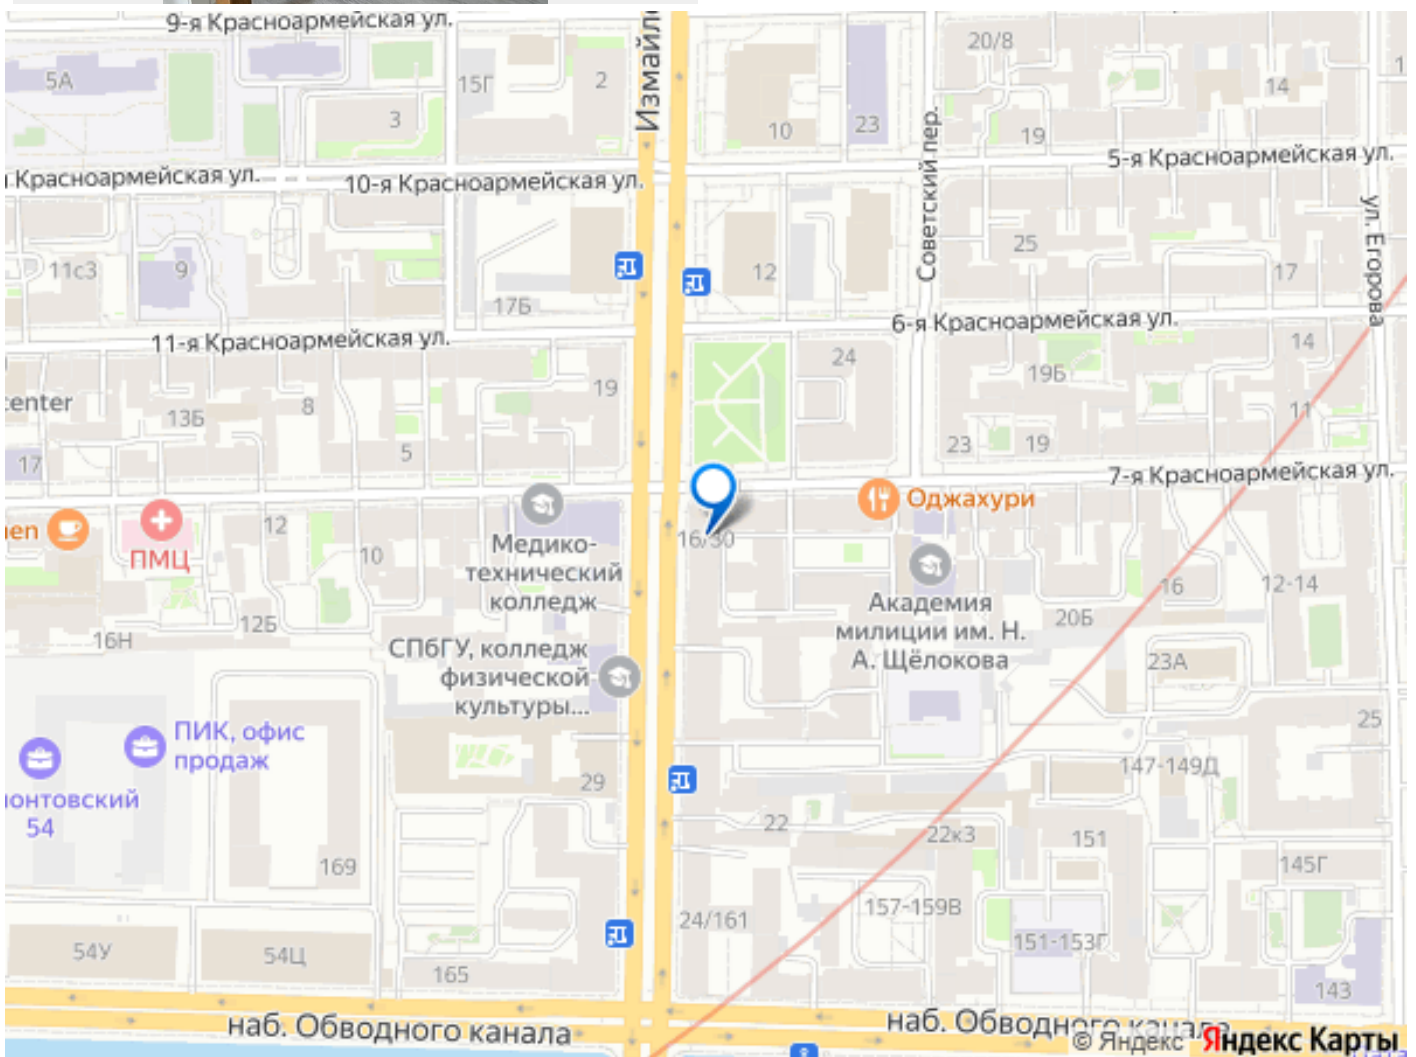 9-я Красноармейская ул.
Измайло
20/8
5А
15Г
2
14
3
10
23
19
Советский пер.
5-я Красноармейская ул.
Красноармейская ул.
10-я Красноармейская ул.
ул. Егорова
11с3
9
12
25
17
17Б
6-я Красноармейская ул.
11-я Красноармейская ул.
14
24
19Б
center
19
8
13Б
11
5
23
19
17
7-я Красноармейская ул.
Оджахури
12
16/30
ПМЦ
10
Медико-
технический
колледж
16
12-14
Академия
милиции им. Н.
А. Щёлокова
20Б
16Н
12Б
СПбГУ, колледж
физической
культуры...
23А
25
ПИК, офис
продаж
29
147-149Д
54
22
22к3
151
169
145Г
24/161
157-159В
151-153Г
54У
54Ц
165
143
наб. Обводного канала
наб. Обводного канала
© Яндекс Яндекс Карты